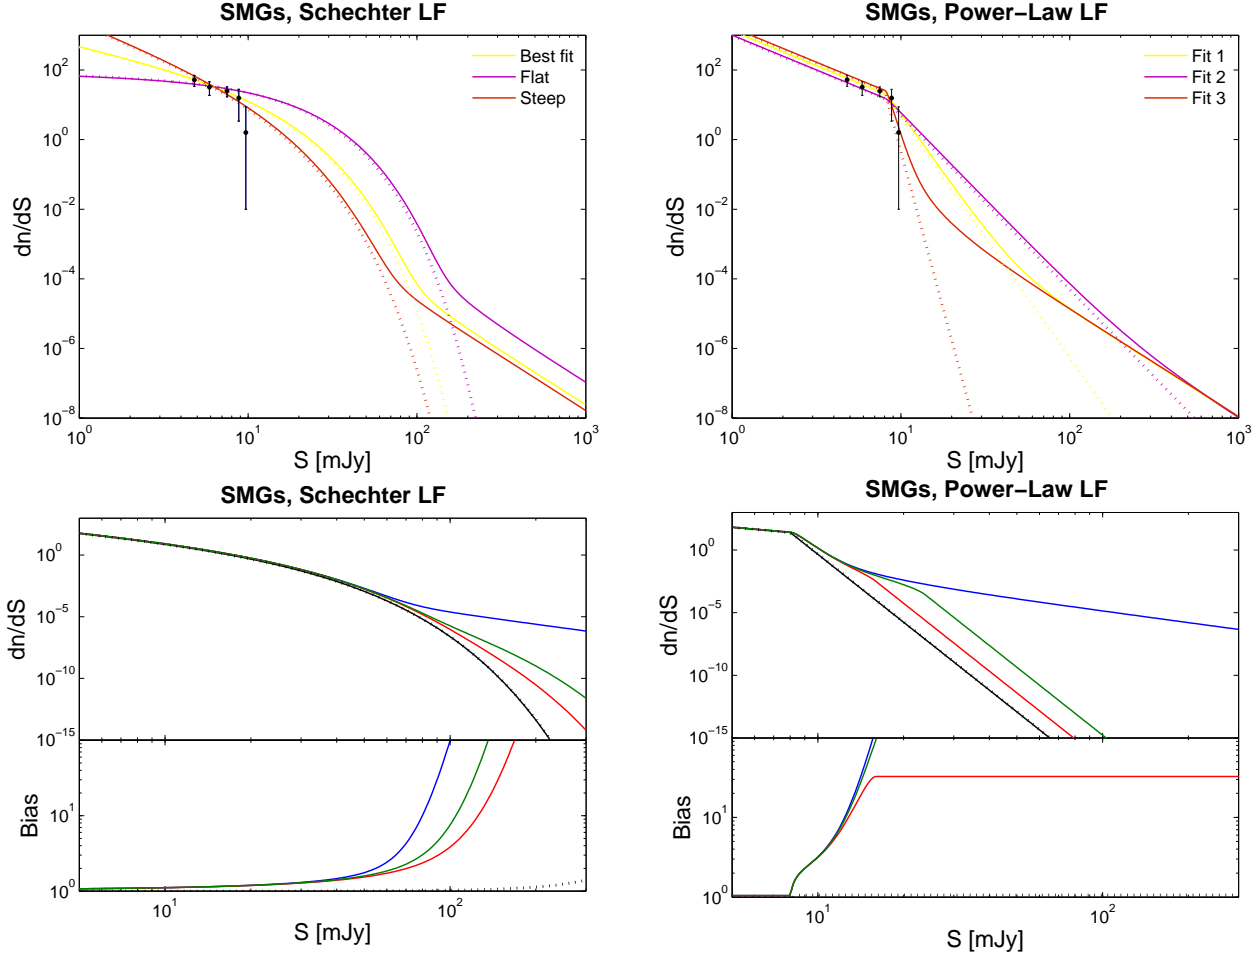 SMGs, Schechter LF
10^2
10^0
10^−2
10^−4
10^−6
10^−8
dn/dS
Best fit
Flat
Steep
10^0
10^1
10^2
10^3
S [mJy]
SMGs, Power−Law LF
10^2
10^0
10^−2
10^−4
10^−6
10^−8
dn/dS
Fit 1
Fit 2
Fit 3
10^0
10^1
10^2
10^3
S [mJy]
SMGs, Schechter LF
10^0
10^−5
10^−10
10^−15
dn/dS
10^1
10^0
Bias
10^1
10^2
S [mJy]
SMGs, Power−Law LF
10^0
10^−5
10^−10
10^−15
dn/dS
10^1
10^0
Bias
10^1
10^2
S [mJy]